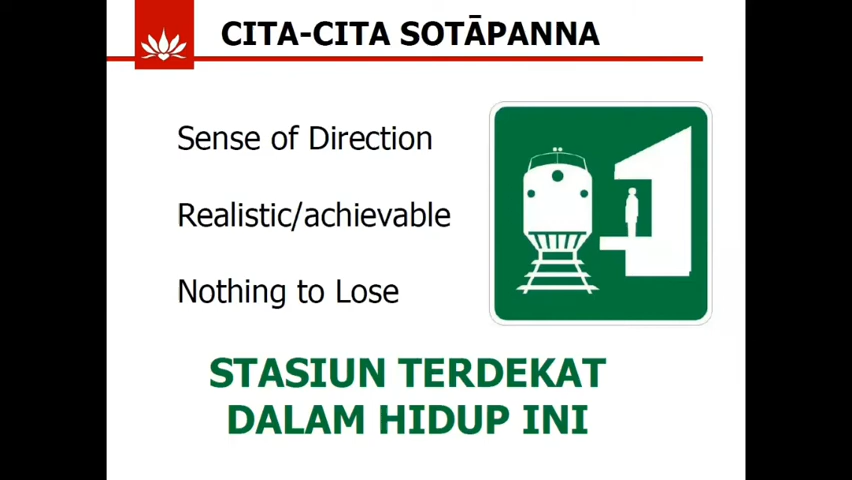 CITA-CITA SOTĀPANNA
Sense of Direction
Realistic/achievable
Nothing to Lose
STASIUN TERDEKAT
DALAM HIDUP INI